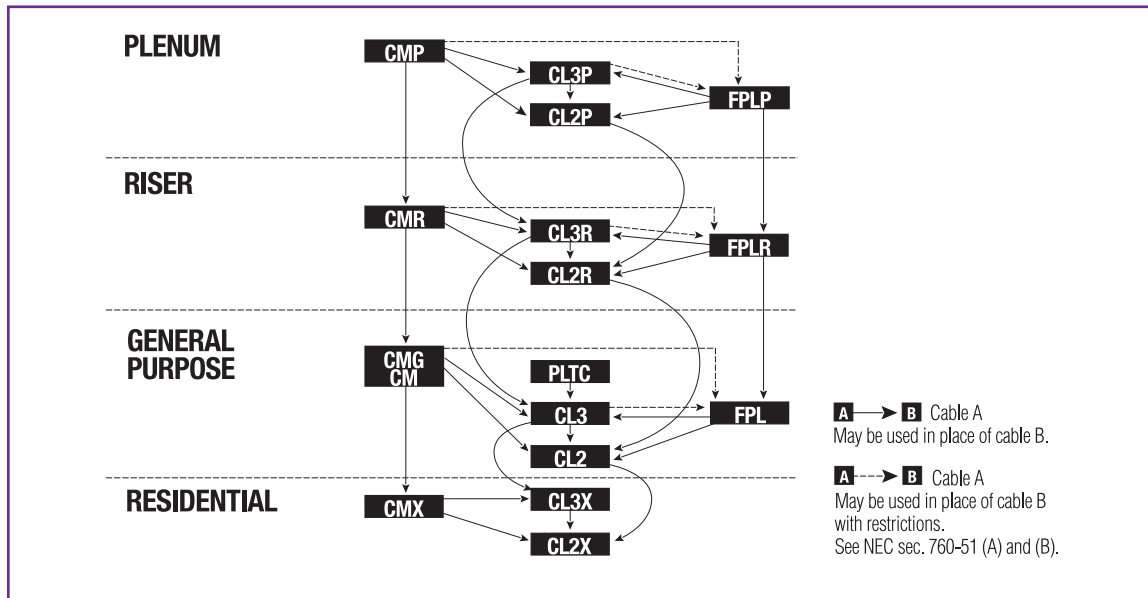 PLENUM
CMP
CL3P
FPLP
CL2P
RISER
CMR
CL3R
FPLR
CL2R
GENERAL
PURPOSE
CMG
CM
PLTC
CL3
FPL
CL2
RESIDENTIAL
CMX
CL3X
CL2X
A B Cable A
May be used in place of cable B.
A B Cable A
May be used in place of cable B
with restrictions.
See NEC sec. 760-51 (A) and (B).